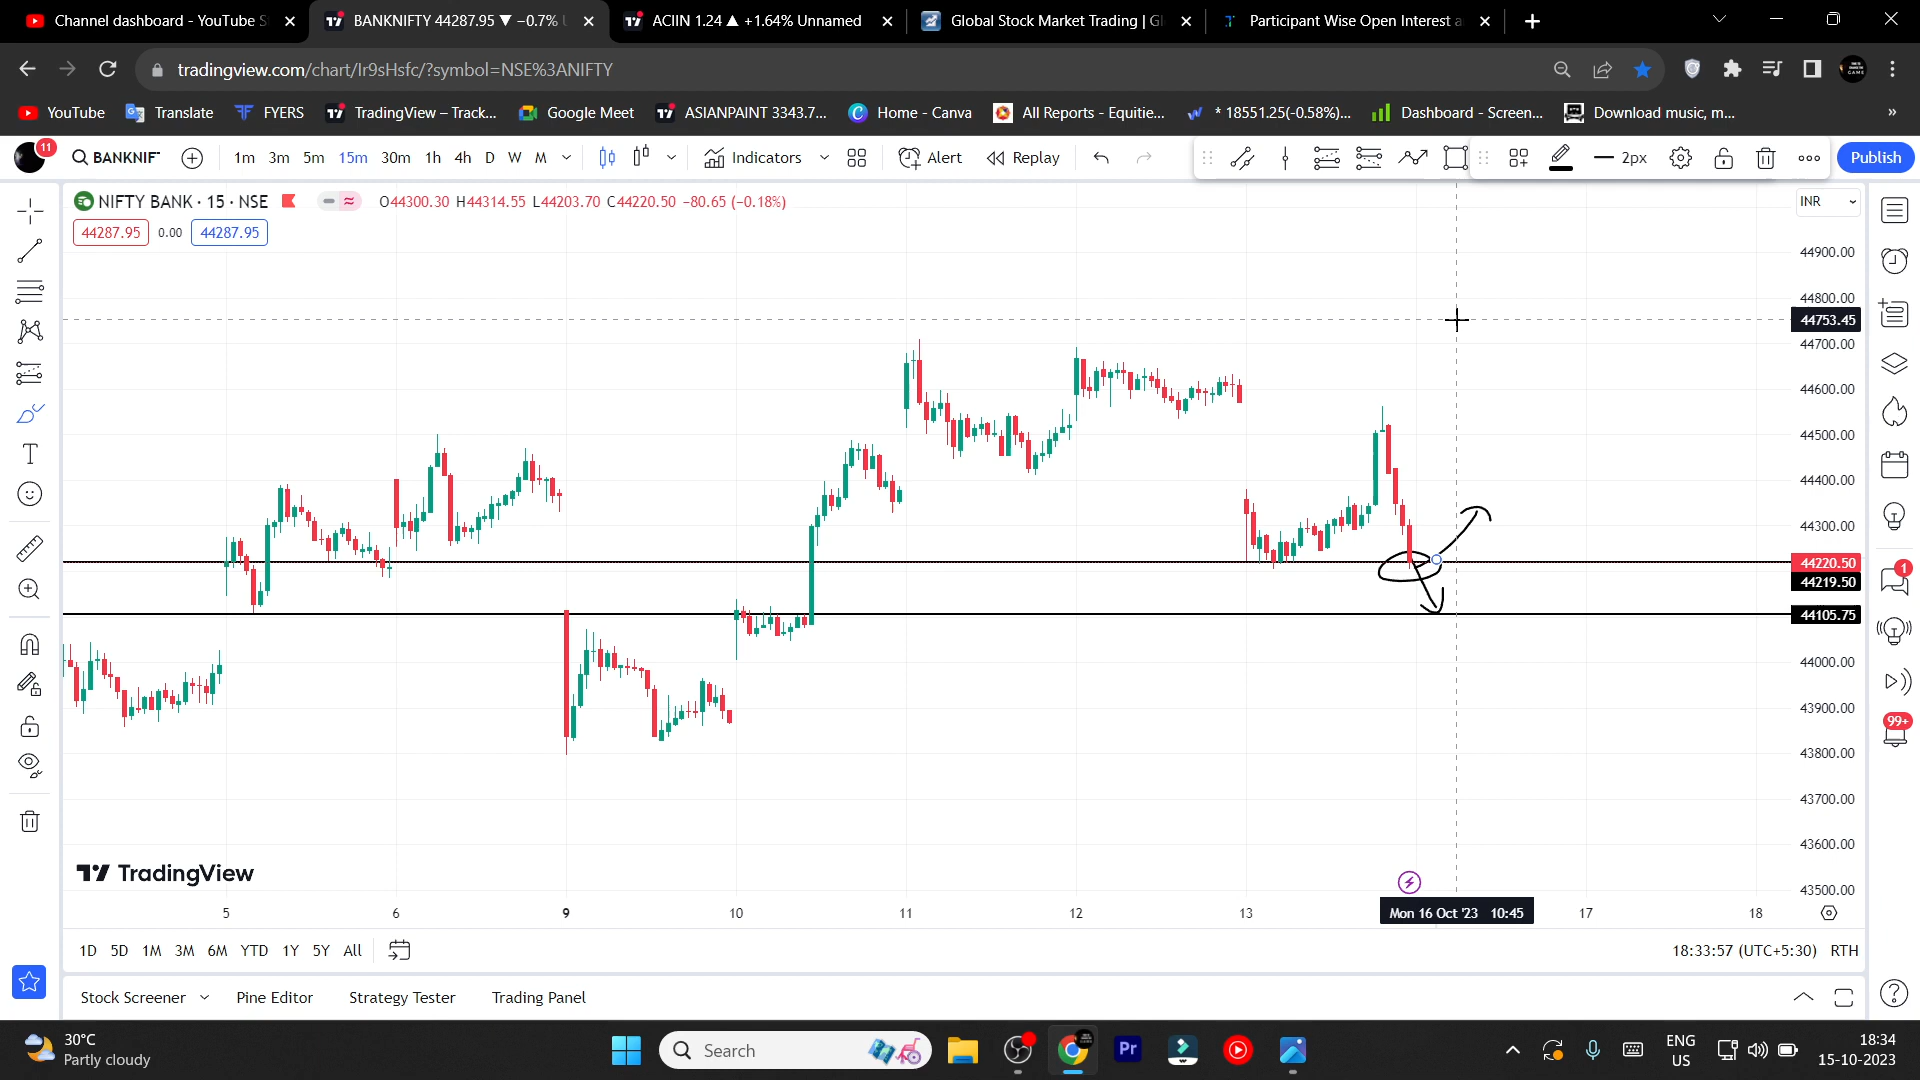 Channel dashboard - YouTube S
BANKNIFTY 44287.95 ▼ −0.7% U
ACIIN 1.24 ▲ +1.64% Unnamed
Global Stock Market Trading | Gl
Participant Wise Open Interest a
tradingview.com/chart/Ir9sHsfc/?symbol=NSE%3ANIFTY
YouTube
Translate
FYERS
TradingView – Track...
ASIANPAINT 3343.7...
Google Meet
Home - Canva
All Reports - Equitie...
* 18551.25(-0.58%)...
Dashboard - Screen...
Download music, m...
»
11
BANKNIF
1m 3m 5m 15m 30m 1h 4h D W M
Indicators
Alert
Replay
2px
Publish
NIFTY BANK · 15 · NSE
O44300.30 H44314.55 L44203.70 C44220.50 −80.65 (−0.18%)
INR
44287.95 0.00 44287.95
44900.00
44800.00
44753.45
44700.00
44600.00
44500.00
44400.00
44300.00
44220.50
44219.50
44105.75
44000.00
43900.00
43800.00
43700.00
43600.00
43500.00
1
99+
TradingView
5 6 9 10 11 12 13
Mon 16 Oct '23 10:45
17 18
1D 5D 1M 3M 6M YTD 1Y 5Y All
18:33:57 (UTC+5:30) RTH
Stock Screener
Pine Editor
Strategy Tester
Trading Panel
30°C
Partly cloudy
Search
Pr
ENG
US
18:34
15-10-2023